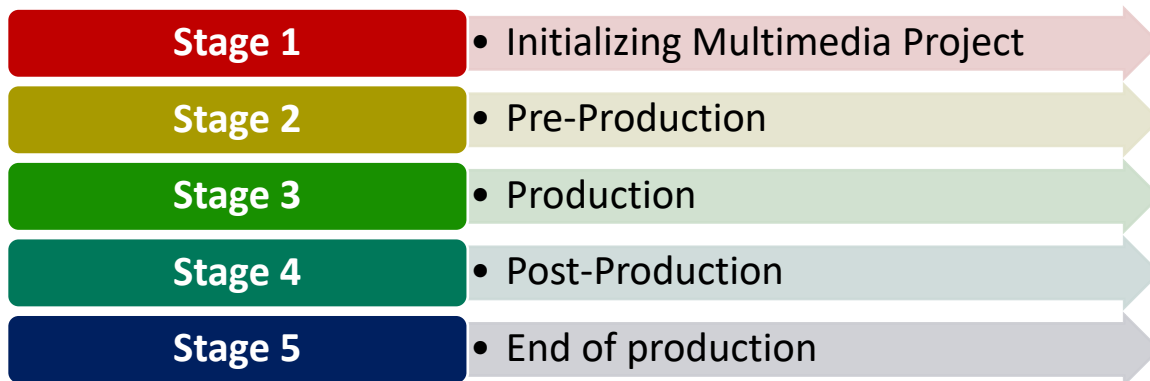 Stage 1 • Initializing Multimedia Project
Stage 2 • Pre-Production
Stage 3 • Production
Stage 4 • Post-Production
Stage 5 • End of production